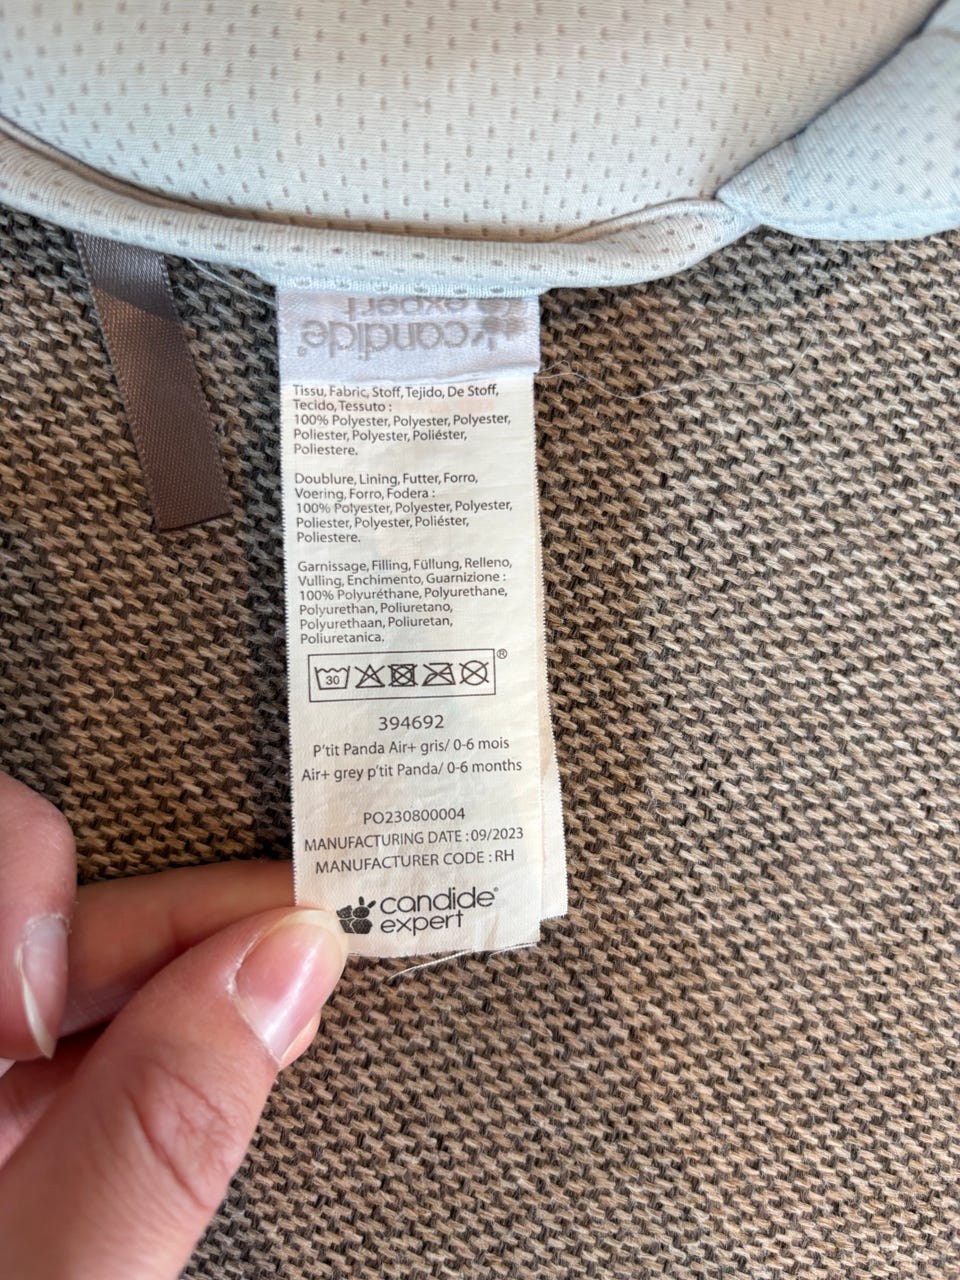 candide®
expert
Tissu, Fabric, Stoff, Tejido, De Stoff,
Tecido, Tessuto :
100% Polyester, Polyester, Polyester,
Poliester, Polyester, Poliéster,
Poliestere.
Doublure, Lining, Futter, Forro,
Voering, Forro, Fodera :
100% Polyester, Polyester, Polyester,
Poliester, Polyester, Poliéster,
Poliestere.
Garnissage, Filling, Füllung, Relleno,
Vulling, Enchimento, Guarnizione :
100% Polyuréthane, Polyurethane,
Polyurethan, Poliuretano,
Polyurethaan, Poliuretan,
Poliuretanica.
30 ®
394692
P'tit Panda Air+ gris/ 0-6 mois
Air+ grey p'tit Panda/ 0-6 months
PO230800004
MANUFACTURING DATE : 09/2023
MANUFACTURER CODE : RH
candide®
expert